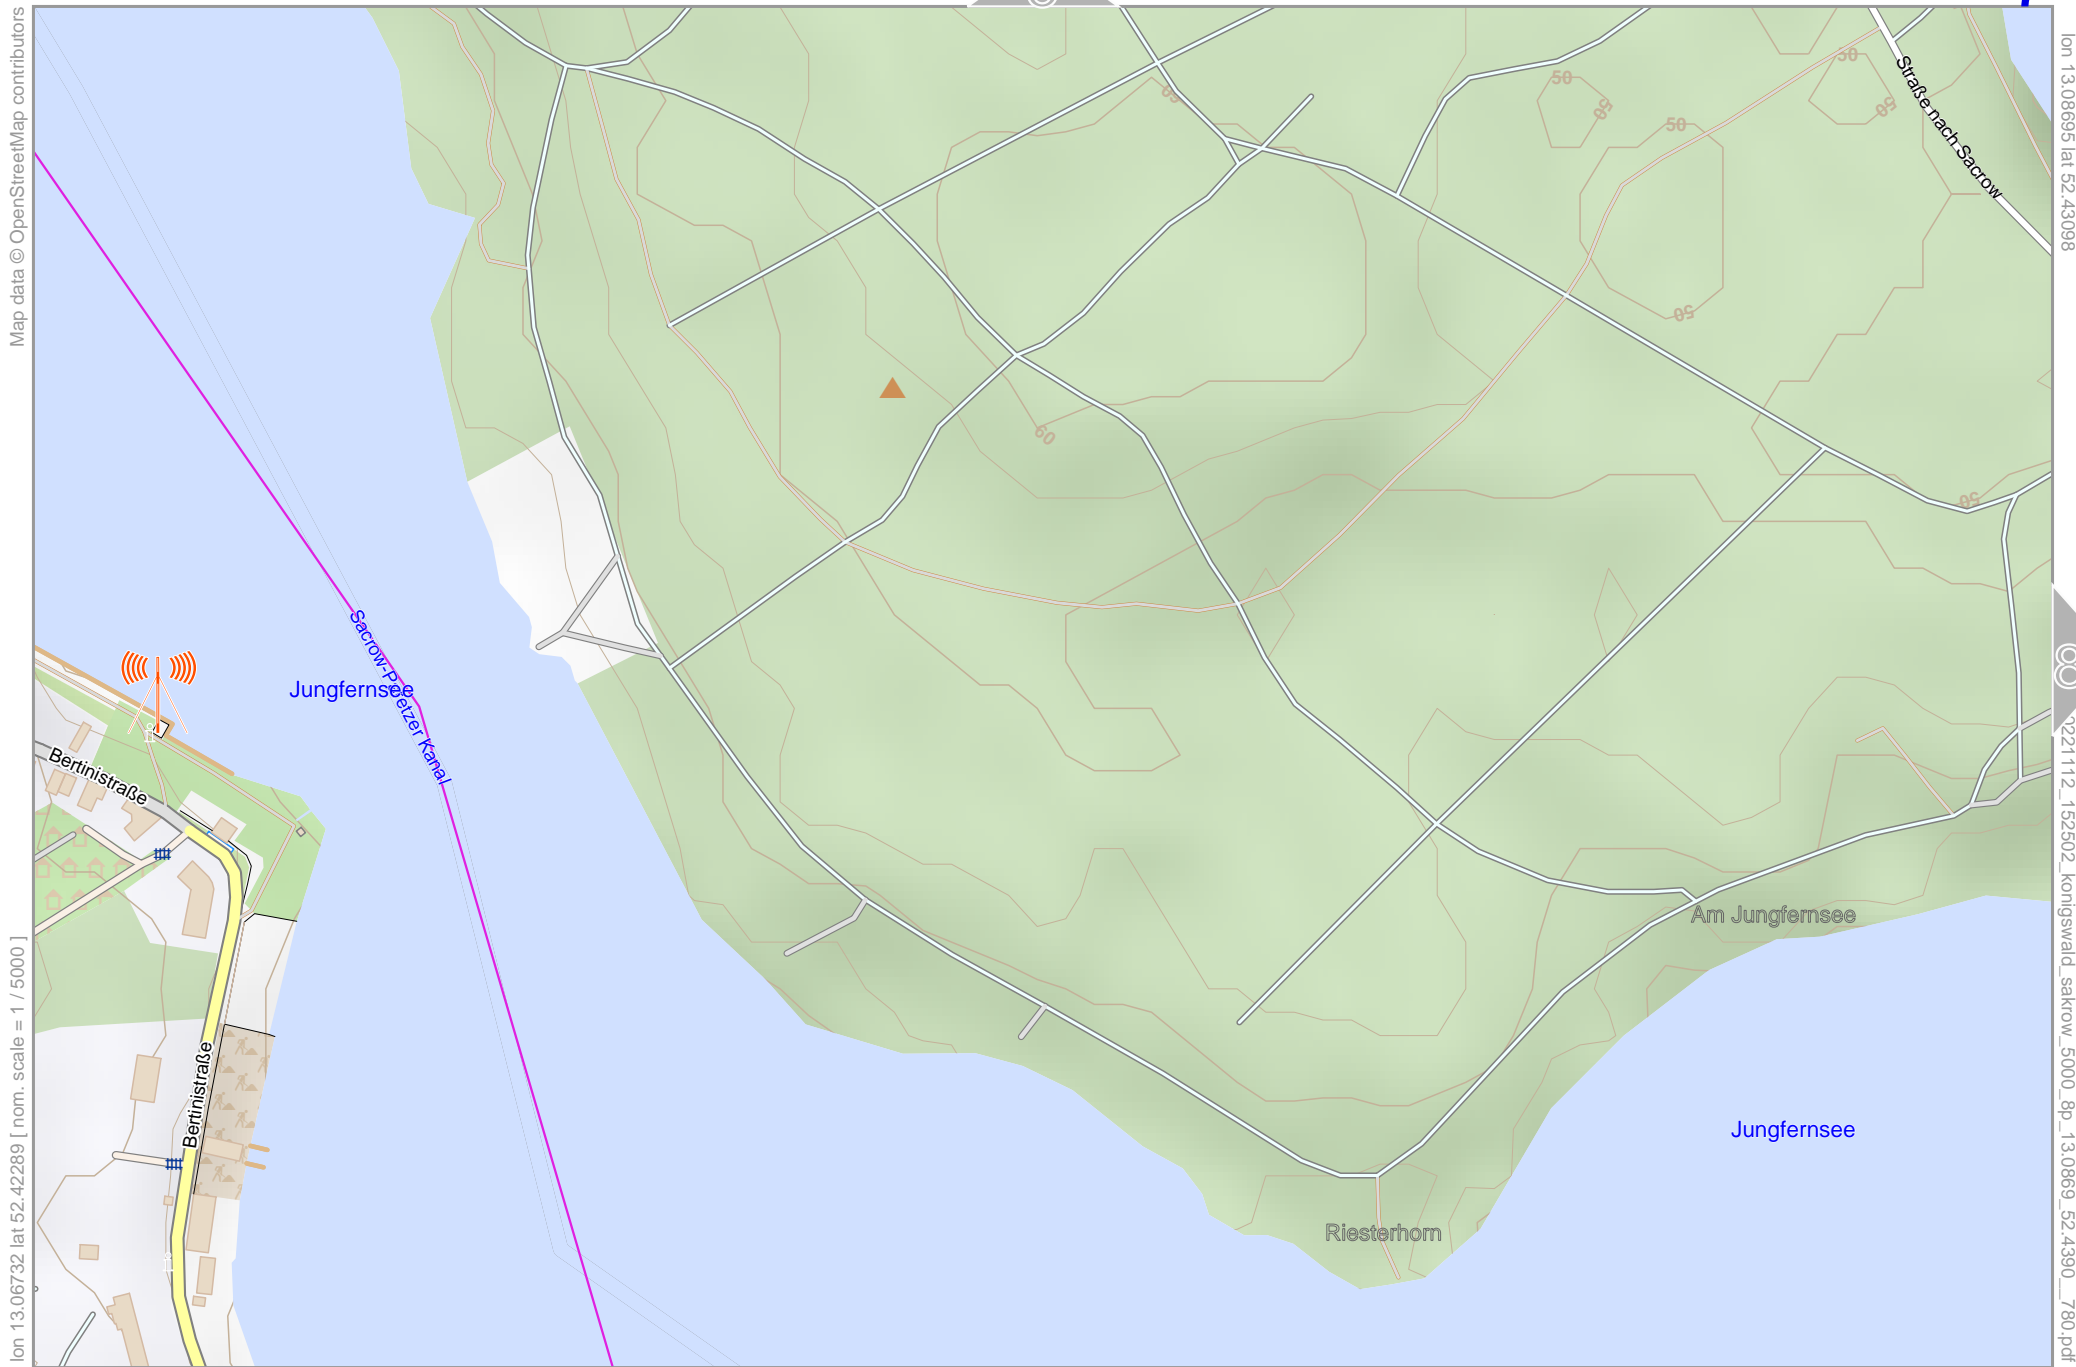 Map data © OpenStreetMap contributors
lon 13.06732 lat 52.42289 [ nom. scale = 1 / 5000 ]
lon 13.08695 lat 52.43098
0221112_152502_konigswald_sakrow_5000_8p_13.0869_52.4390__780.pdf
Straße nach Sacrow
50
50
50
50
50
50
50
60
60
50
Sacrow-Paretzer Kanal
Jungfernsee
Bertinistraße
Bertinistraße
Am Jungfernsee
Jungfernsee
Riesterhorn